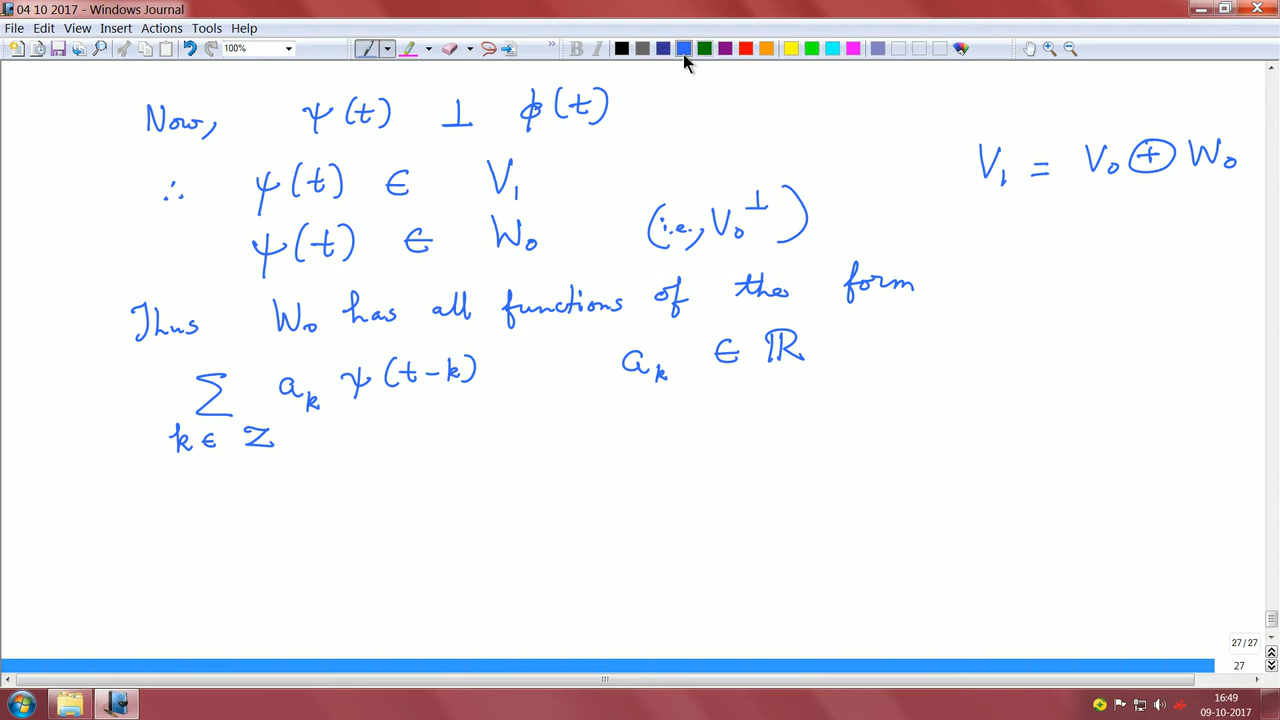 04 10 2017 - Windows Journal
File Edit View Insert Actions Tools Help
100%
Now, ψ(t) ⊥ ϕ(t)
V₁ = V₀ ⊕ W₀
∴ ψ(t) ∈ V₁
ψ(t) ∈ W₀ (i.e., V₀^⊥)
Thus W₀ has all functions of the form
∑ aₖ ψ(t-k) aₖ ∈ ℝ
k ∈ Z
27 / 27
27
16:49
09-10-2017